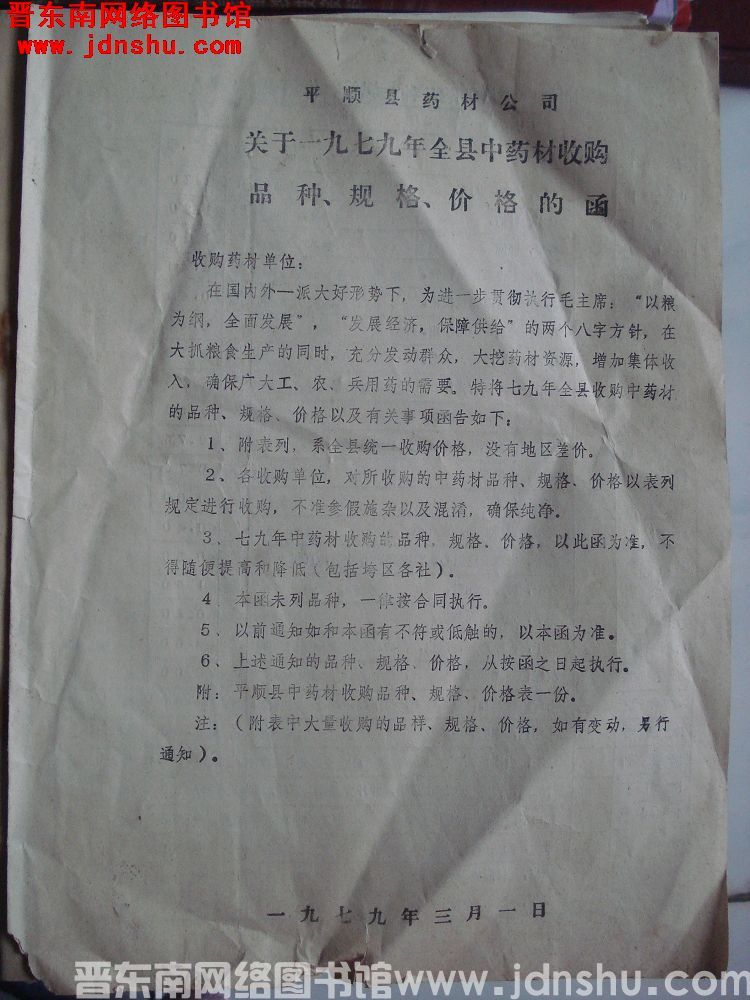 晋东南网络图书馆
www.jdnshu.com
平顺县药材公司
关于一九七九年全县中药材收购
品种、规格、价格的函
收购药材单位：
在国内外一派大好形势下，为进一步贯彻执行毛主席：“以粮
为纲，全面发展”，“发展经济，保障供给”的两个八字方针，在
大抓粮食生产的同时，充分发动群众，大挖药材资源，增加集体收
入，确保广大工、农、兵用药的需要。特将七九年全县收购中药材
的品种、规格、价格以及有关事项函告如下：
1、附表列，系全县统一收购价格，没有地区差价。
2、各收购单位，对所收购的中药材品种、规格、价格以表列
规定进行收购，不准参假施杂以及混淆，确保纯净。
3、七九年中药材收购的品种，规格、价格，以此函为准，不
得随便提高和降低（包括垮区各社）。
4、本函未列品种，一律按合同执行。
5、以前通知如和本函有不符或低触的，以本函为准。
6、上述通知的品种、规格、价格，从按函之日起执行。
附：平顺县中药材收购品种、规格、价格表一份。
注：（附表中大量收购的品样、规格、价格，如有变动，另行
通知）。
一九七九年三月一日
晋东南网络图书馆www.jdnshu.com